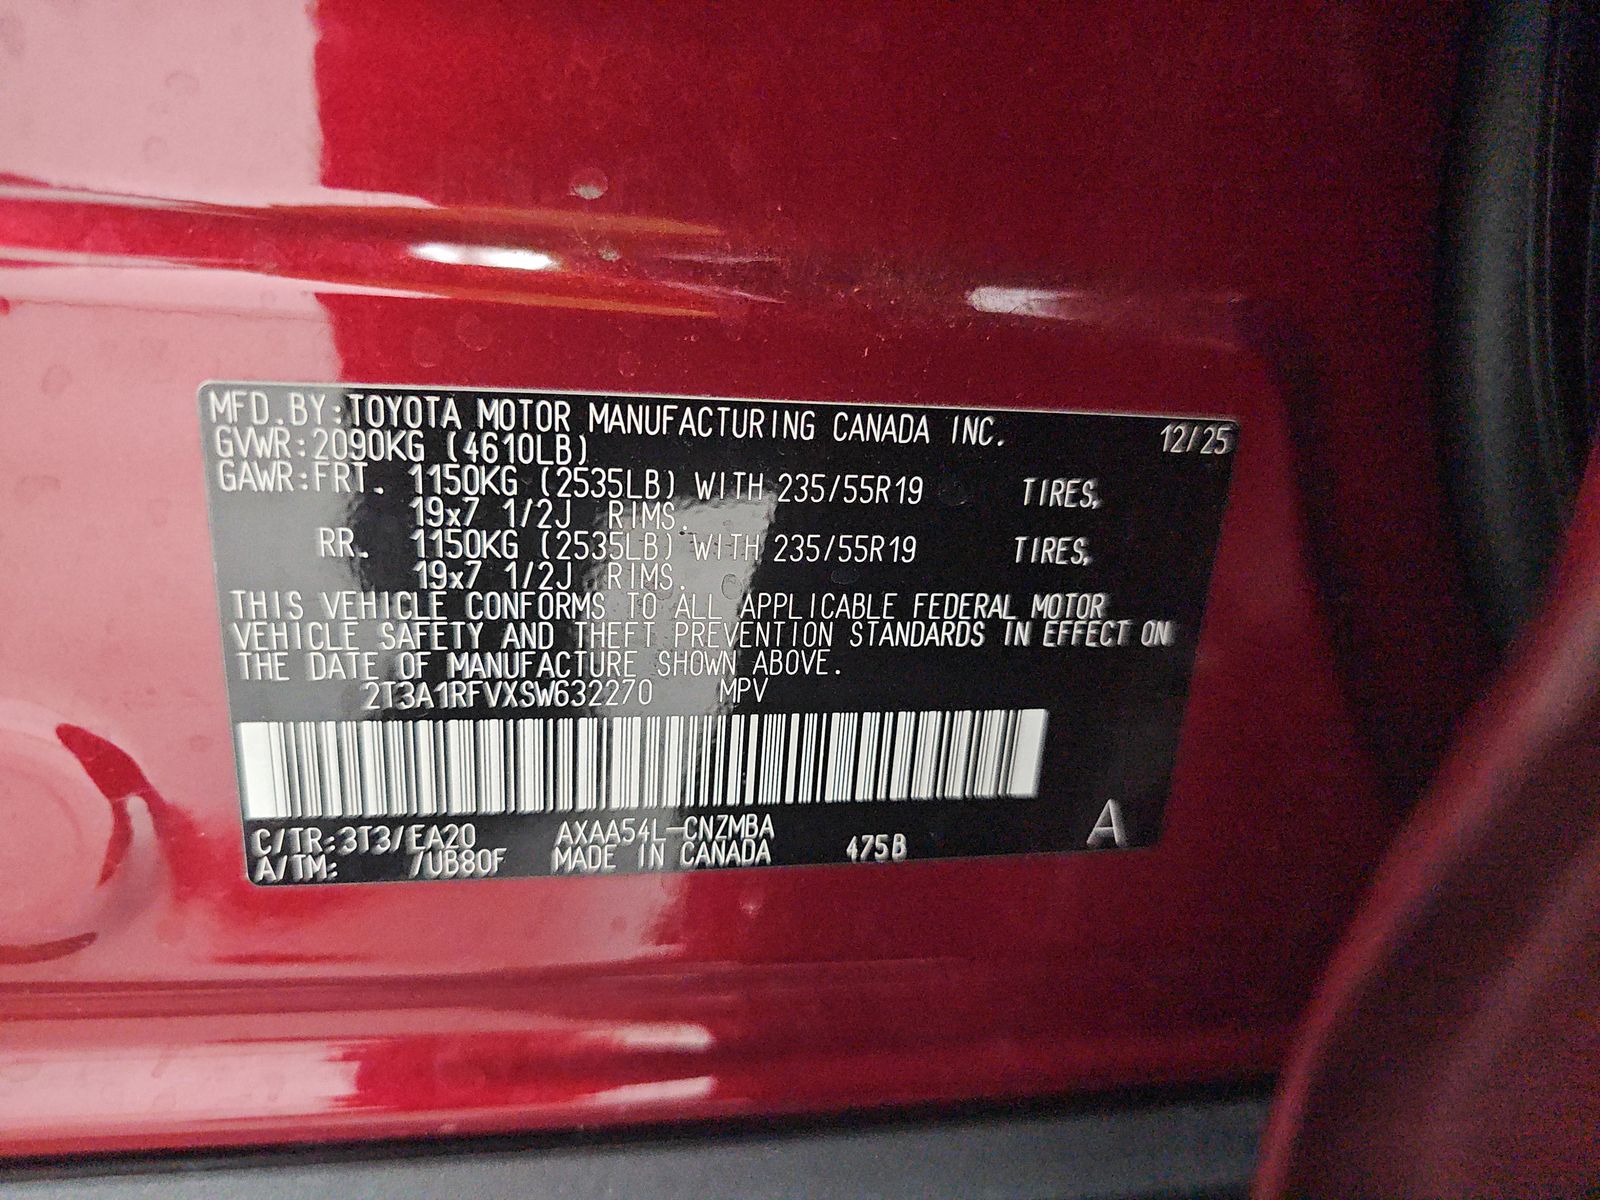 MFD.BY:TOYOTA MOTOR MANUFACTURING CANADA INC. 12/25
GVWR:2090KG (4610LB)
GAWR:FRT. 1150KG (2535LB) WITH 235/55R19 TIRES,
19x7 1/2J RIMS.
RR. 1150KG (2535LB) WITH 235/55R19 TIRES,
19x7 1/2J RIMS.
THIS VEHICLE CONFORMS TO ALL APPLICABLE FEDERAL MOTOR
VEHICLE SAFETY AND THEFT PREVENTION STANDARDS IN EFFECT ON
THE DATE OF MANUFACTURE SHOWN ABOVE.
2T3A1RFVXSW632270 MPV
C/TR:3T3/EA20 AXAA54L-CNZMBA
A/TM: 7UB80F MADE IN CANADA 475B A